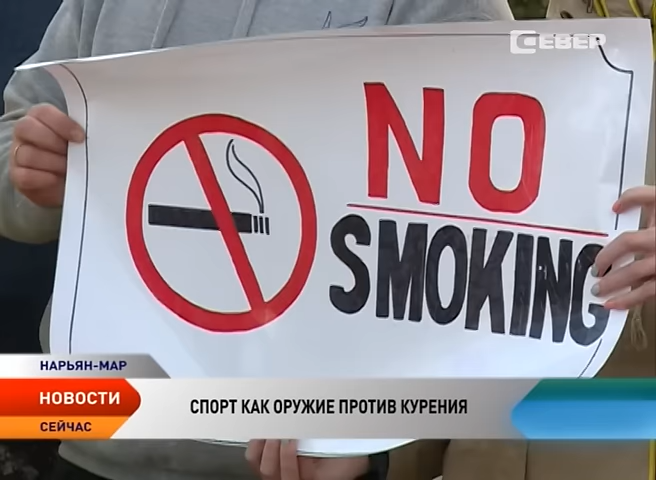 СЕВЕР
NO
SMOKING
НАРЬЯН-МАР
НОВОСТИ
СЕЙЧАС
СПОРТ КАК ОРУЖИЕ ПРОТИВ КУРЕНИЯ